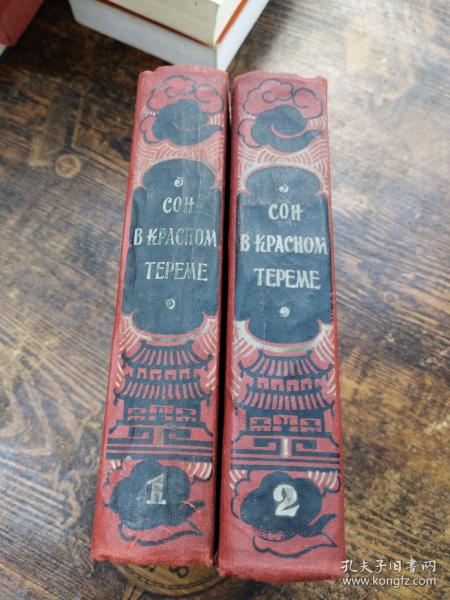 СОН
В КРАСНОМ
ТЕРЕМЕ
1
СОН
В КРАСНОМ
ТЕРЕМЕ
2
孔夫子旧书网
www.kongfz.com